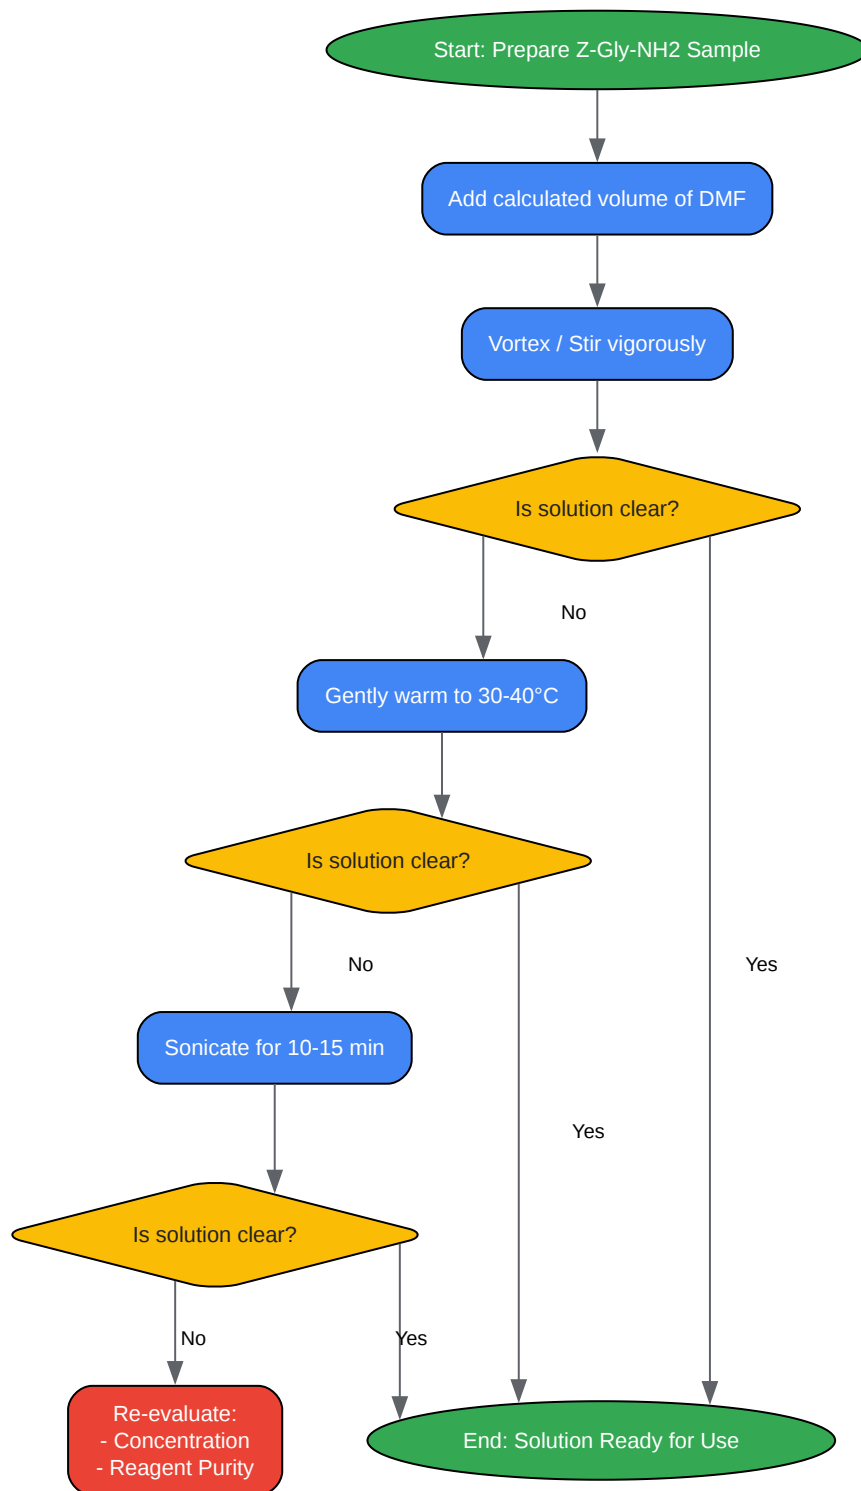 Start: Prepare Z-Gly-NH2 Sample
Add calculated volume of DMF
Vortex / Stir vigorously
Is solution clear?
No
Gently warm to 30-40°C
Is solution clear?
No
Yes
Sonicate for 10-15 min
Yes
Is solution clear?
No
Yes
Re-evaluate:
- Concentration
- Reagent Purity
End: Solution Ready for Use